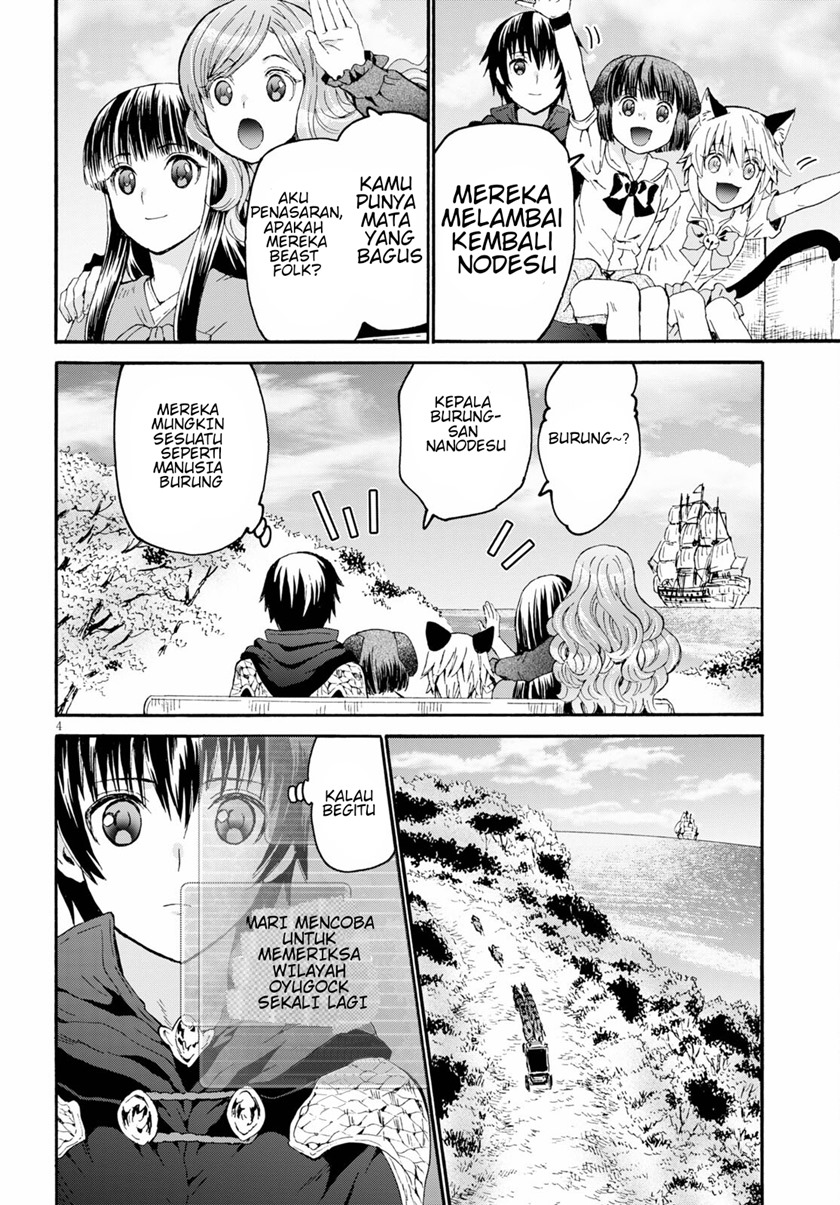 MEREKA
MELAMBAI
KEMBALI
NODESU
KAMU
PUNYA
MATA
YANG
BAGUS
AKU
PENASARAN,
APAKAH
MEREKA
BEAST
FOLK?
BURUNG~?
KEPALA
BURUNG-
SAN
NANODESU
MEREKA
MUNGKIN
SESUATU
SEPERTI
MANUSIA
BURUNG
4
KALAU
BEGITU
MARI MENCOBA
UNTUK
MEMERIKSA
WILAYAH
OYUGOCK
SEKALI LAGI